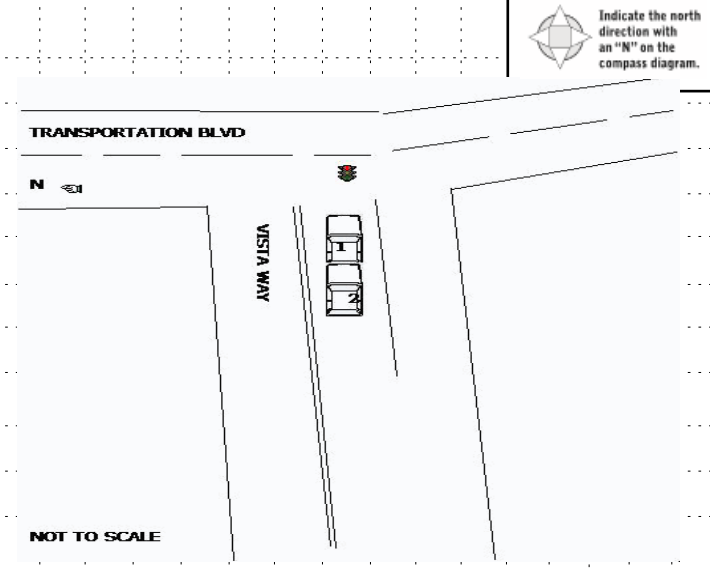 Indicate the north
direction with
an "N" on the
compass diagram.
TRANSPORTATION BLVD
N
VISTA WAY
1
2
NOT TO SCALE